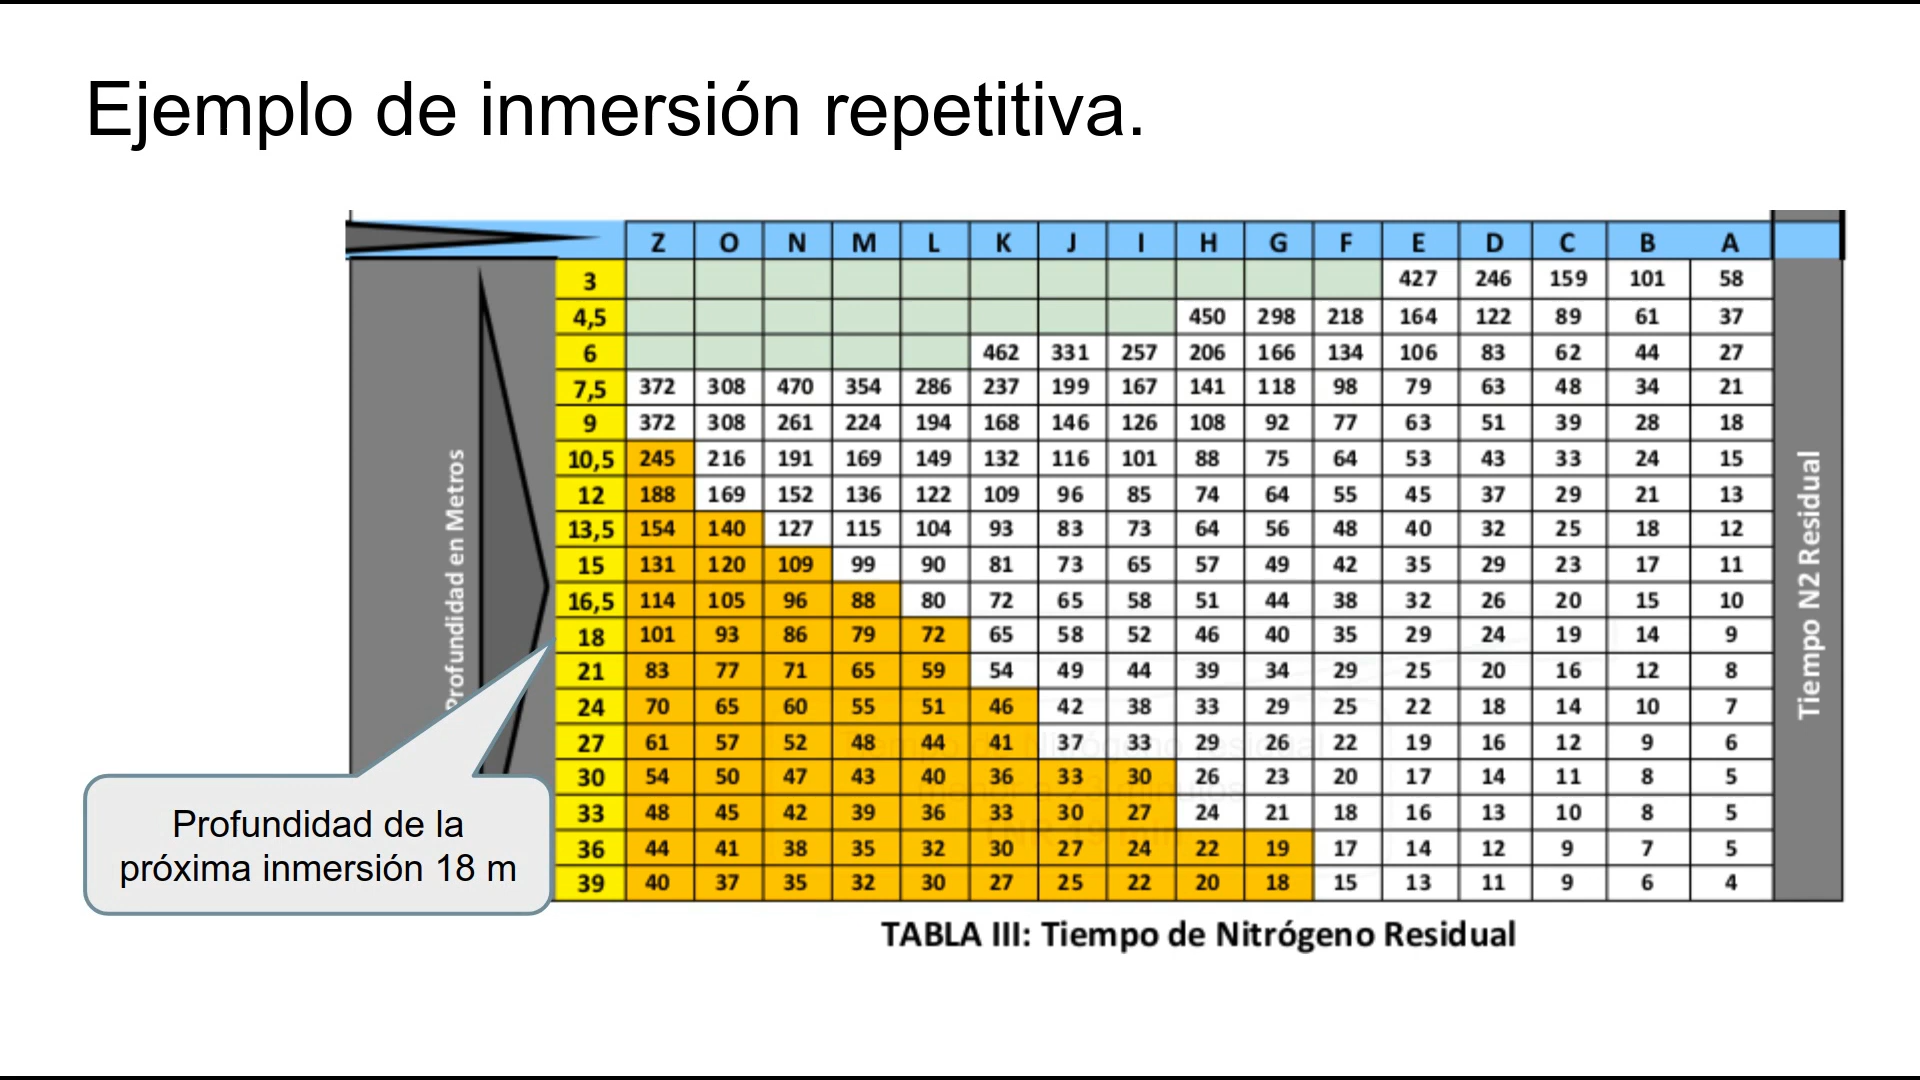 Ejemplo de inmersión repetitiva.
Z O N M L K J I H G F E D C B A
3 427 246 159 101 58
4,5 450 298 218 164 122 89 61 37
6 462 331 257 206 166 134 106 83 62 44 27
7,5 372 308 470 354 286 237 199 167 141 118 98 79 63 48 34 21
9 372 308 261 224 194 168 146 126 108 92 77 63 51 39 28 18
10,5 245 216 191 169 149 132 116 101 88 75 64 53 43 33 24 15
12 188 169 152 136 122 109 96 85 74 64 55 45 37 29 21 13
13,5 154 140 127 115 104 93 83 73 64 56 48 40 32 25 18 12
15 131 120 109 99 90 81 73 65 57 49 42 35 29 23 17 11
16,5 114 105 96 88 80 72 65 58 51 44 38 32 26 20 15 10
18 101 93 86 79 72 65 58 52 46 40 35 29 24 19 14 9
21 83 77 71 65 59 54 49 44 39 34 29 25 20 16 12 8
24 70 65 60 55 51 46 42 38 33 29 25 22 18 14 10 7
27 61 57 52 48 44 41 37 33 29 26 22 19 16 12 9 6
30 54 50 47 43 40 36 33 30 26 23 20 17 14 11 8 5
33 48 45 42 39 36 33 30 27 24 21 18 16 13 10 8 5
36 44 41 38 35 32 30 27 24 22 19 17 14 12 9 7 5
39 40 37 35 32 30 27 25 22 20 18 15 13 11 9 6 4
Profundidad en Metros
Tiempo N2 Residual
Profundidad de la
próxima inmersión 18 m
TABLA III: Tiempo de Nitrógeno Residual